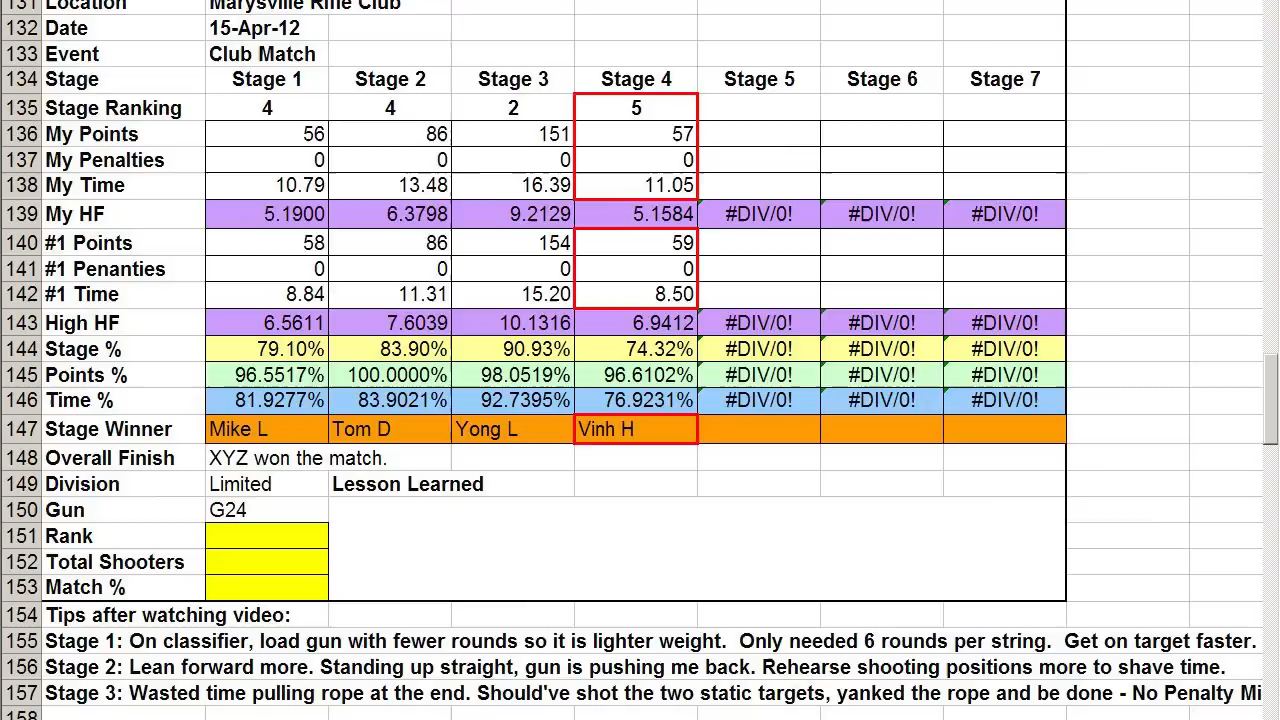 131 Location Marysville Rifle Club
132 Date 15-Apr-12
133 Event Club Match
134 Stage Stage 1 Stage 2 Stage 3 Stage 4 Stage 5 Stage 6 Stage 7
135 Stage Ranking 4 4 2 5
136 My Points 56 86 151 57
137 My Penalties 0 0 0 0
138 My Time 10.79 13.48 16.39 11.05
139 My HF 5.1900 6.3798 9.2129 5.1584 #DIV/0! #DIV/0! #DIV/0!
140 #1 Points 58 86 154 59
141 #1 Penanties 0 0 0 0
142 #1 Time 8.84 11.31 15.20 8.50
143 High HF 6.5611 7.6039 10.1316 6.9412 #DIV/0! #DIV/0! #DIV/0!
144 Stage % 79.10% 83.90% 90.93% 74.32% #DIV/0! #DIV/0! #DIV/0!
145 Points % 96.5517% 100.0000% 98.0519% 96.6102% #DIV/0! #DIV/0! #DIV/0!
146 Time % 81.9277% 83.9021% 92.7395% 76.9231% #DIV/0! #DIV/0! #DIV/0!
147 Stage Winner Mike L Tom D Yong L Vinh H
148 Overall Finish XYZ won the match.
149 Division Limited Lesson Learned
150 Gun G24
151 Rank
152 Total Shooters
153 Match %
154 Tips after watching video:
155 Stage 1: On classifier, load gun with fewer rounds so it is lighter weight. Only needed 6 rounds per string. Get on target faster.
156 Stage 2: Lean forward more. Standing up straight, gun is pushing me back. Rehearse shooting positions more to shave time.
157 Stage 3: Wasted time pulling rope at the end. Should've shot the two static targets, yanked the rope and be done - No Penalty Mi
158